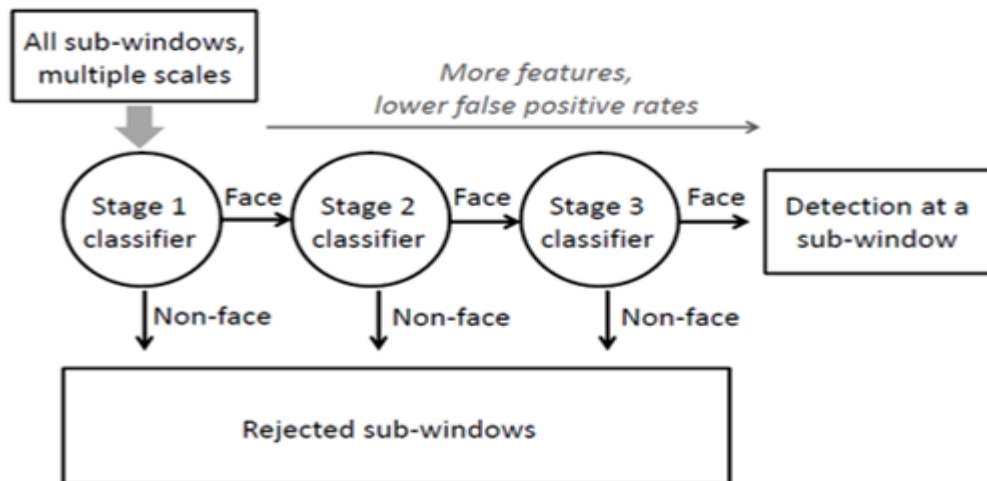 All sub-windows,
multiple scales
More features,
lower false positive rates
Stage 1
classifier
Face
Stage 2
classifier
Face
Stage 3
classifier
Face
Detection at a
sub-window
Non-face
Non-face
Non-face
Rejected sub-windows